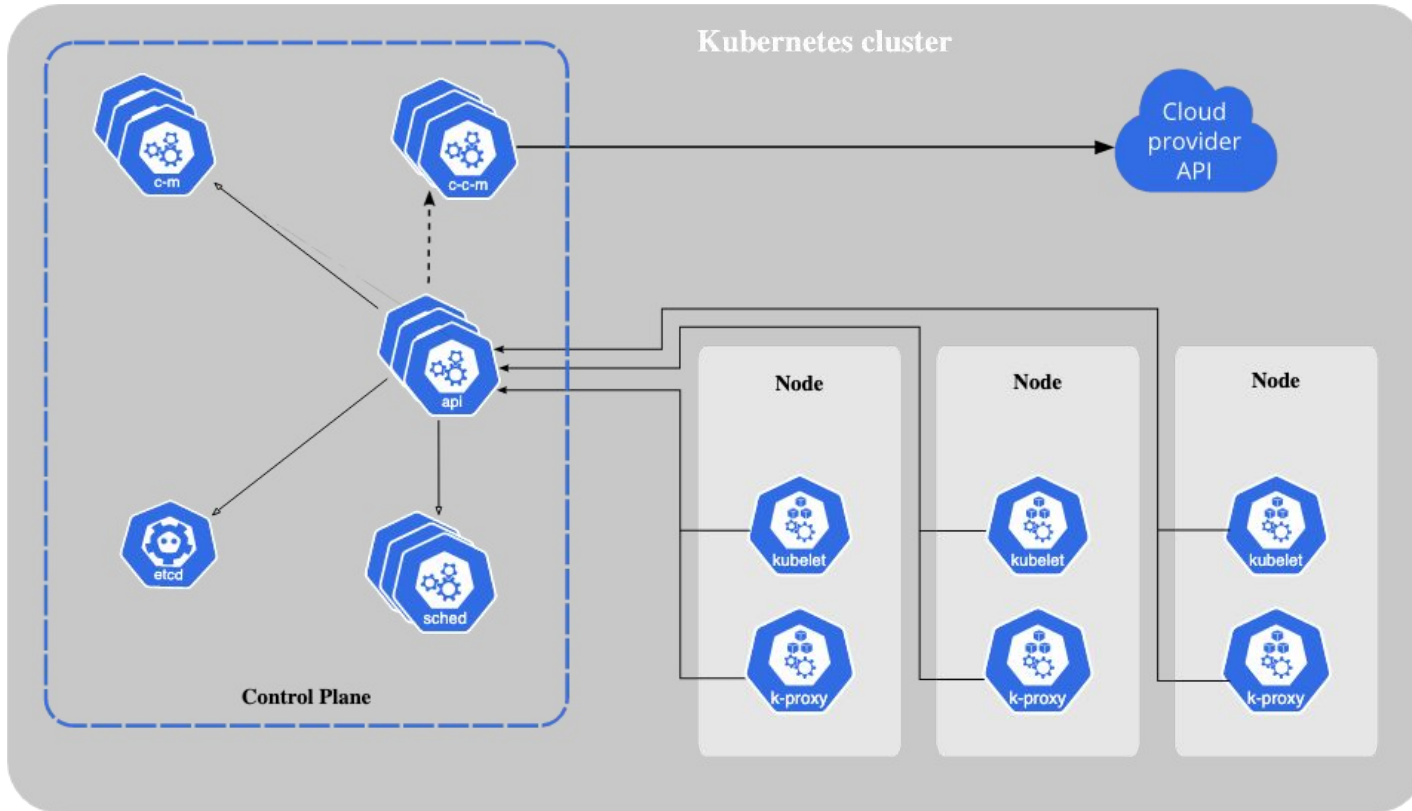 Kubernetes cluster
c-m
c-c-m
Cloud
provider
API
api
Node
Node
Node
etcd
sched
kubelet
kubelet
kubelet
k-proxy
k-proxy
k-proxy
Control Plane